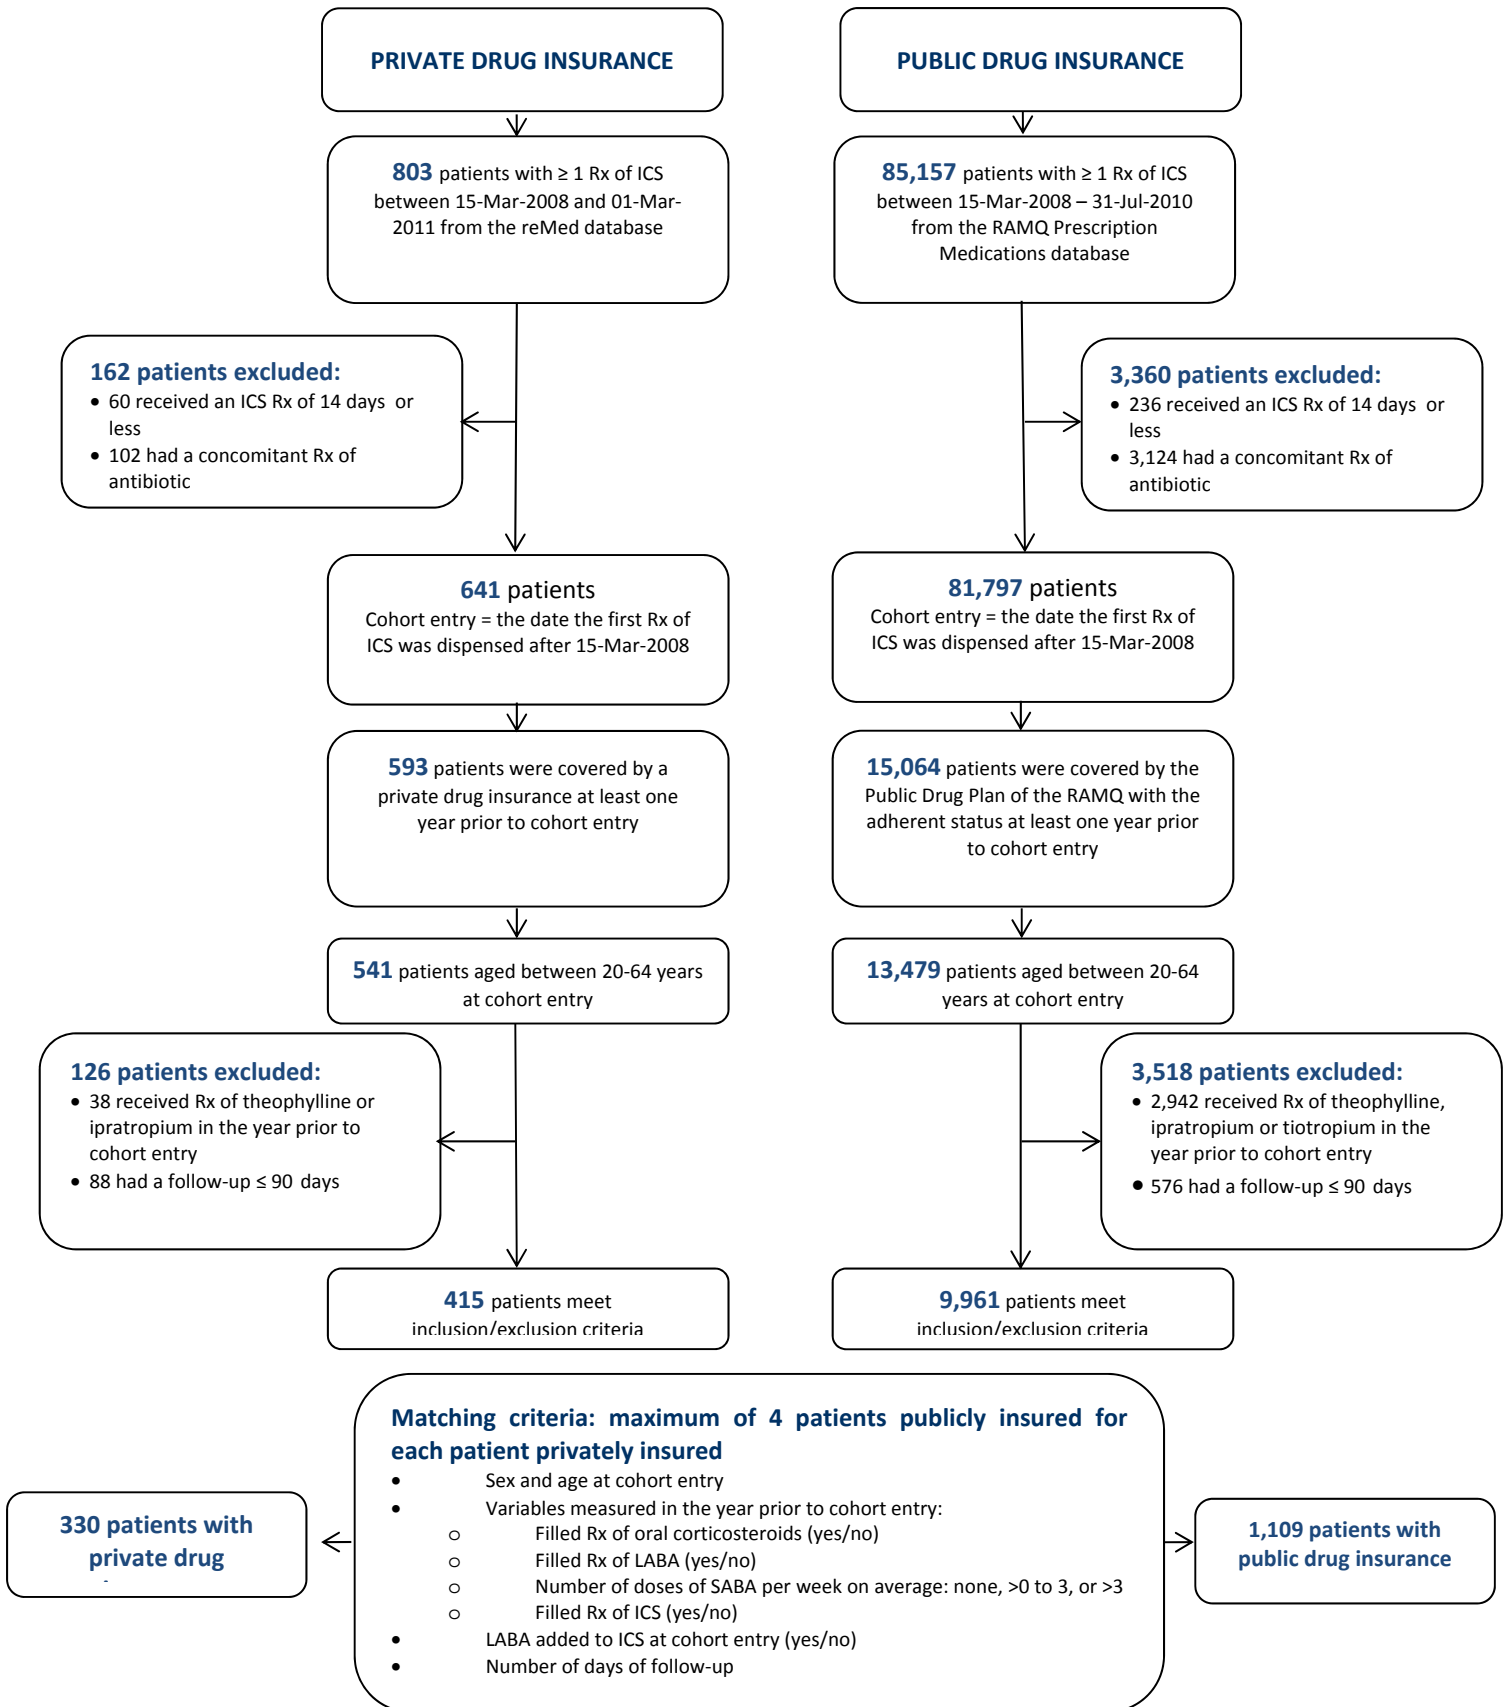 PRIVATE DRUG INSURANCE
PUBLIC DRUG INSURANCE
803 patients with ≥ 1 Rx of ICS
between 15-Mar-2008 and 01-Mar-
2011 from the reMed database
85,157 patients with ≥ 1 Rx of ICS
between 15-Mar-2008 – 31-Jul-2010
from the RAMQ Prescription
Medications database
162 patients excluded:
• 60 received an ICS Rx of 14 days or
less
• 102 had a concomitant Rx of
antibiotic
3,360 patients excluded:
• 236 received an ICS Rx of 14 days or
less
• 3,124 had a concomitant Rx of
antibiotic
641 patients
Cohort entry = the date the first Rx of
ICS was dispensed after 15-Mar-2008
81,797 patients
Cohort entry = the date the first Rx of
ICS was dispensed after 15-Mar-2008
593 patients were covered by a
private drug insurance at least one
year prior to cohort entry
15,064 patients were covered by the
Public Drug Plan of the RAMQ with the
adherent status at least one year prior
to cohort entry
541 patients aged between 20-64 years
at cohort entry
13,479 patients aged between 20-64
years at cohort entry
126 patients excluded:
• 38 received Rx of theophylline or
ipratropium in the year prior to
cohort entry
• 88 had a follow-up ≤ 90 days
3,518 patients excluded:
• 2,942 received Rx of theophylline,
ipratropium or tiotropium in the
year prior to cohort entry
• 576 had a follow-up ≤ 90 days
415 patients meet
inclusion/exclusion criteria
9,961 patients meet
inclusion/exclusion criteria
Matching criteria: maximum of 4 patients publicly insured for
each patient privately insured
• Sex and age at cohort entry
• Variables measured in the year prior to cohort entry:
o Filled Rx of oral corticosteroids (yes/no)
o Filled Rx of LABA (yes/no)
o Number of doses of SABA per week on average: none, >0 to 3, or >3
o Filled Rx of ICS (yes/no)
• LABA added to ICS at cohort entry (yes/no)
• Number of days of follow-up
330 patients with
private drug
1,109 patients with
public drug insurance